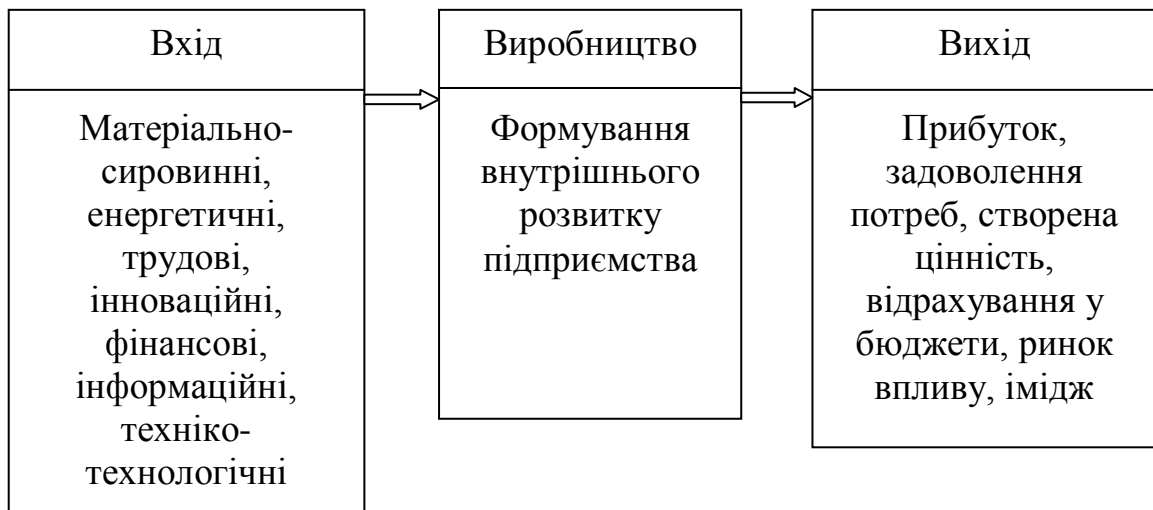 Вхід
Матеріально-
сировинні,
енергетичні,
трудові,
інноваційні,
фінансові,
інформаційні,
техніко-
технологічні
Виробництво
Формування
внутрішнього
розвитку
підприємства
Вихід
Прибуток,
задоволення
потреб, створена
цінність,
відрахування у
бюджети, ринок
впливу, імідж